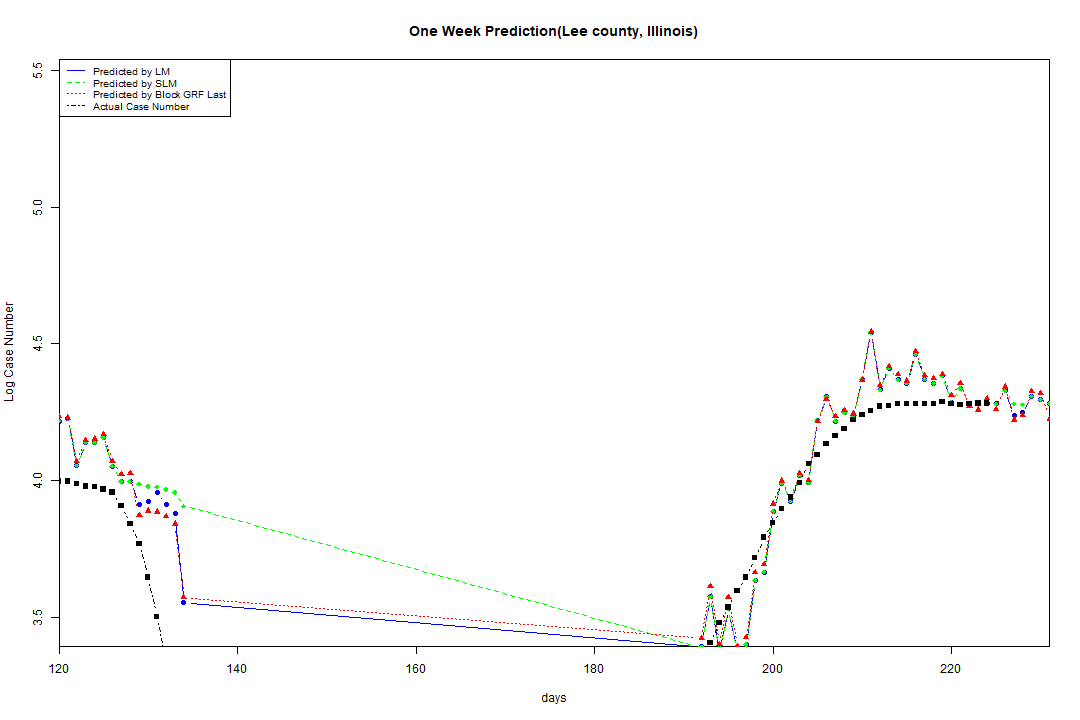 One Week Prediction(Lee county, Illinois)
Predicted by LM
Predicted by SLM
Predicted by Block GRF Last
Actual Case Number
Log Case Number
5.5
5.0
4.5
4.0
3.5
120 140 160 180 200 220
days